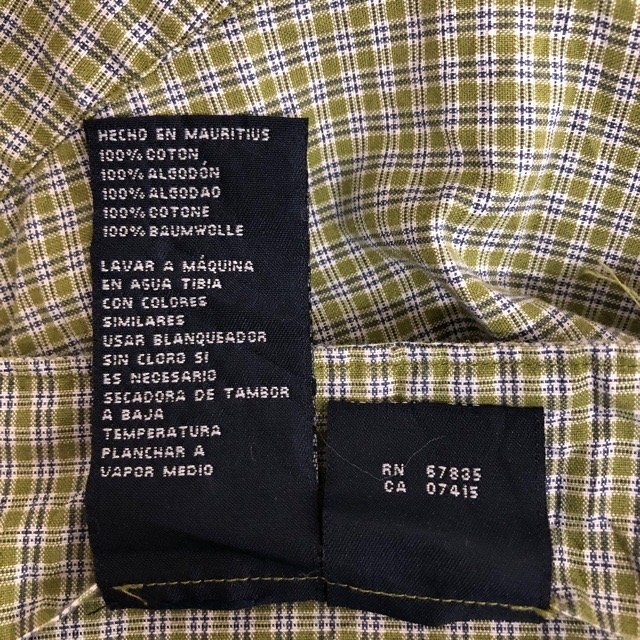 HECHO EN MAURITIUS
100% COTON
100% ALGODÓN
100% ALGODAO
100% COTONE
100% BAUMWOLLE
LAVAR A MÁQUINA
EN AGUA TIBIA
CON COLORES
SIMILARES
USAR BLANQUEADOR
SIN CLORO SI
ES NECESARIO
SECADORA DE TAMBOR
A BAJA
TEMPERATURA
PLANCHAR A
VAPOR MEDIO
RN 67835
CA 07415